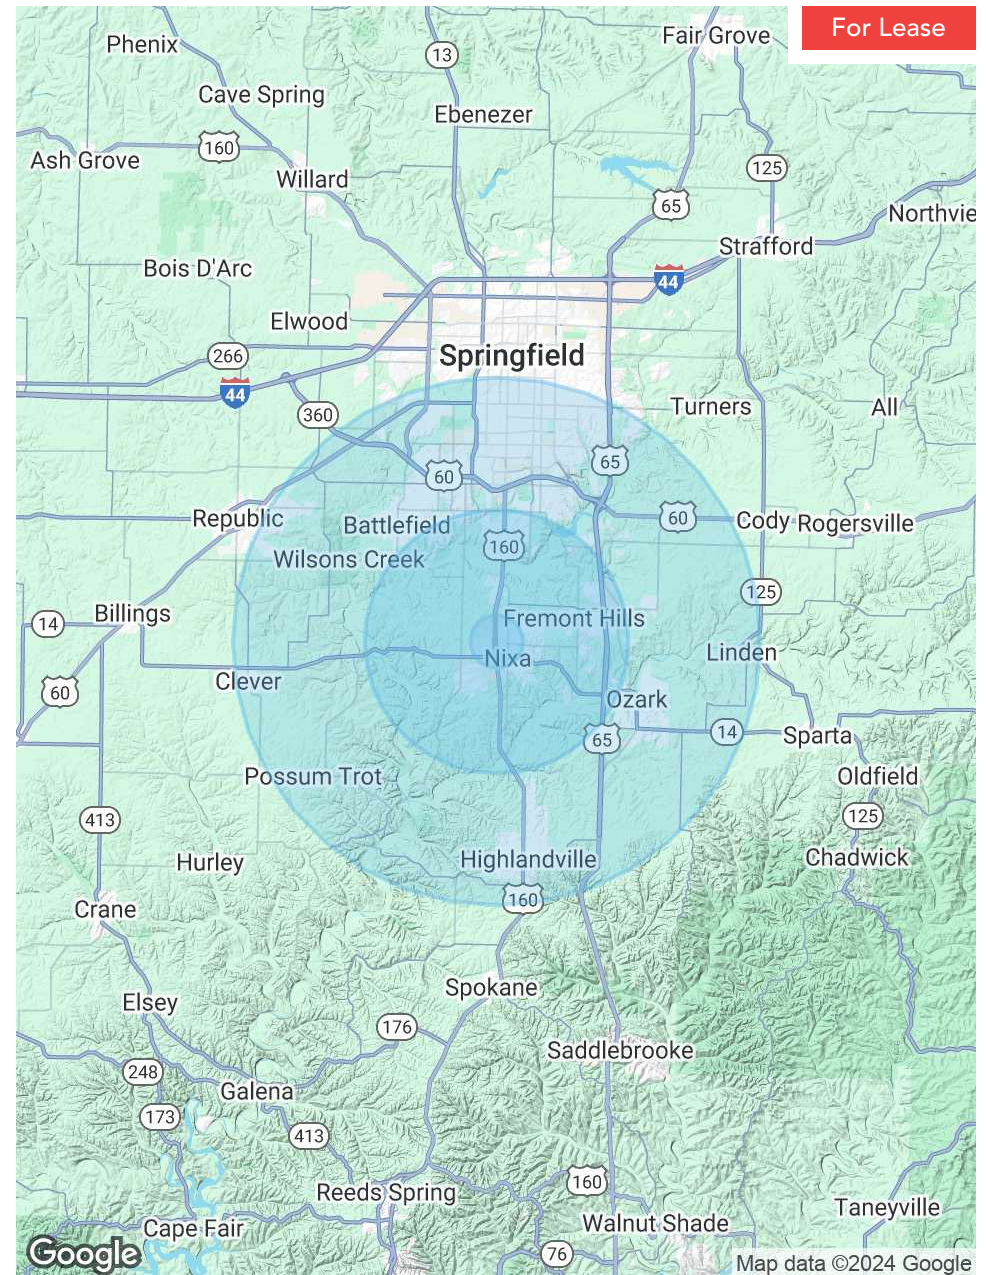 For Lease
Phenix
Fair Grove
13
Cave Spring
Ebenezer
160
Ash Grove
Willard
125
65
Northvie
Strafford
Bois D'Arc
44
Elwood
Springfield
266
44
Turners
All
360
65
60
Republic
Battlefield
60
Cody
Rogersville
160
Wilsons Creek
125
Billings
14
Fremont Hills
Nixa
Linden
Clever
60
Ozark
65
14
Sparta
Possum Trot
Oldfield
413
125
Hurley
Highlandville
Chadwick
160
Crane
Spokane
Elsey
176
Saddlebrooke
248
Galena
173
413
160
Reeds Spring
Taneyville
Cape Fair
Walnut Shade
76
Google
Map data ©2024 Google